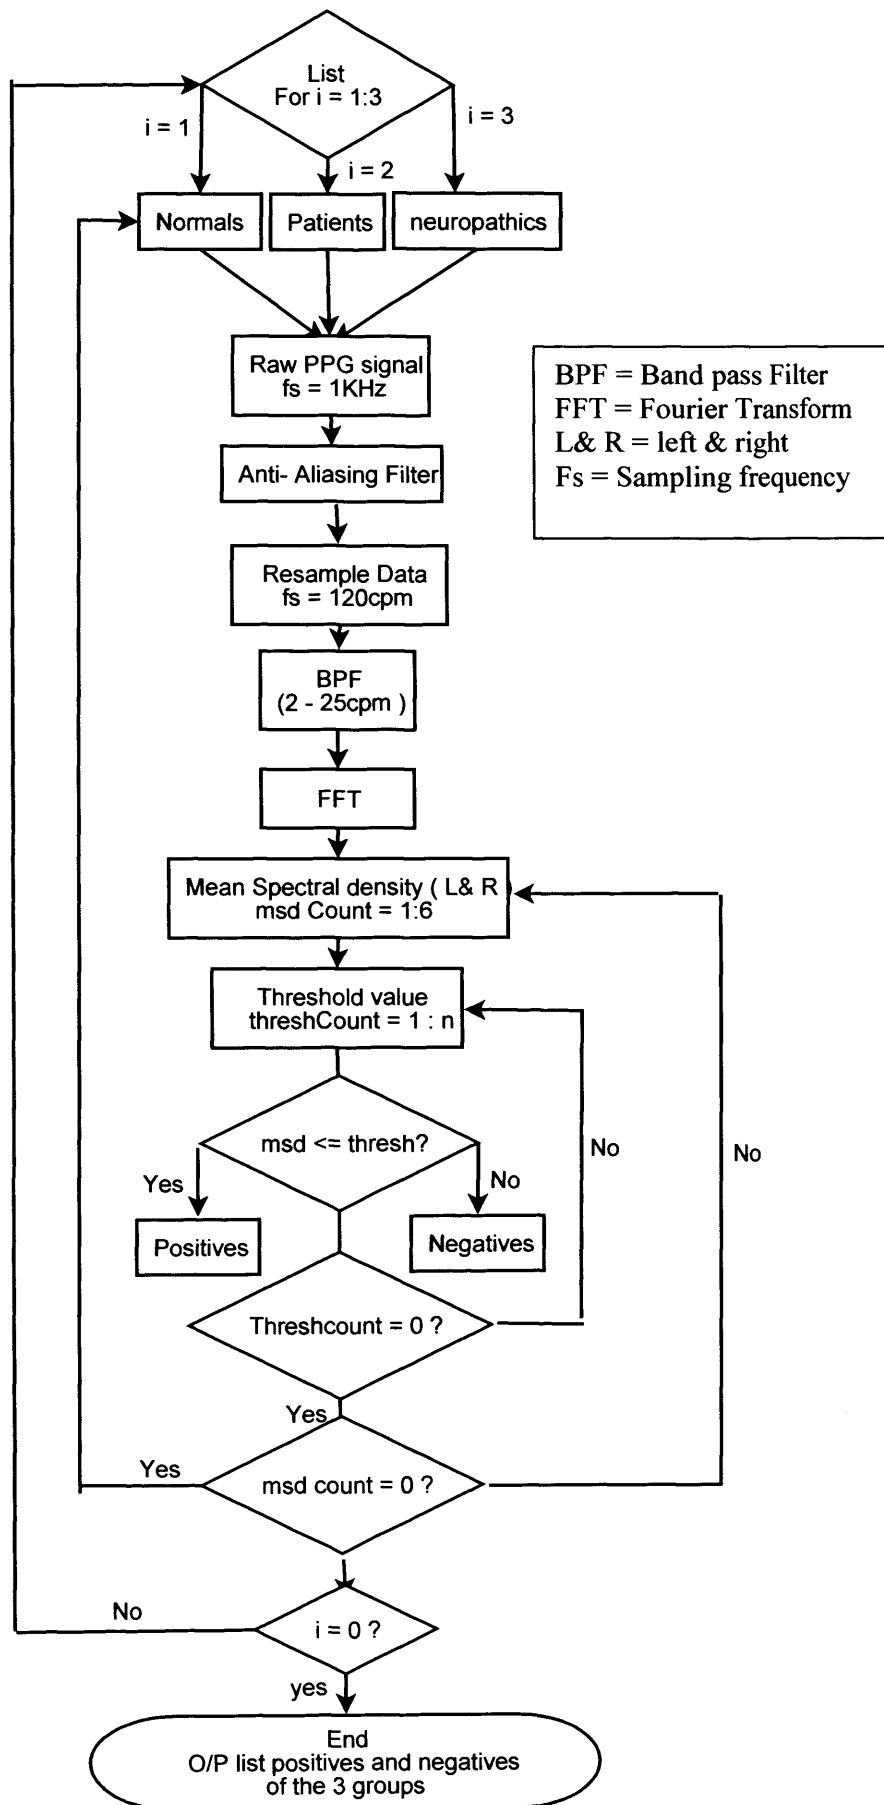 List
For i = 1:3
i = 1
i = 3
i = 2
Normals
Patients
neuropathics
Raw PPG signal
fs = 1KHz
BPF = Band pass Filter
FFT = Fourier Transform
L& R = left & right
Fs = Sampling frequency
Anti- Aliasing Filter
Resample Data
fs = 120cpm
BPF
(2 - 25cpm )
FFT
Mean Spectral density ( L& R )
msd Count = 1:6
Threshold value
threshCount = 1 : n
msd <= thresh?
No
No
Yes
No
Positives
Negatives
Threshcount = 0 ?
Yes
Yes
msd count = 0 ?
No
i = 0 ?
yes
End
O/P list positives and negatives
of the 3 groups